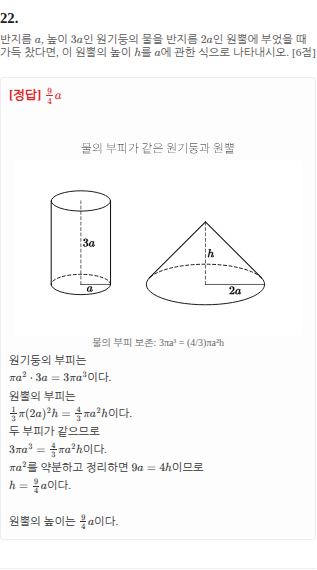 22.
반지름 a, 높이 3a인 원기둥의 물을 반지름 2a인 원뿔에 부었을 때
가득 찼다면, 이 원뿔의 높이 h를 a에 관한 식으로 나타내시오. [6점]
[정답] 9/4 a
물의 부피가 같은 원기둥과 원뿔
3a
a
h
2a
물의 부피 보존: 3πa³ = (4/3)πa²h
원기둥의 부피는
πa² · 3a = 3πa³이다.
원뿔의 부피는
1/3 π(2a)²h = 4/3 πa²h이다.
두 부피가 같으므로
3πa³ = 4/3 πa²h이다.
πa²를 약분하고 정리하면 9a = 4h이므로
h = 9/4 a이다.
원뿔의 높이는 9/4 a이다.